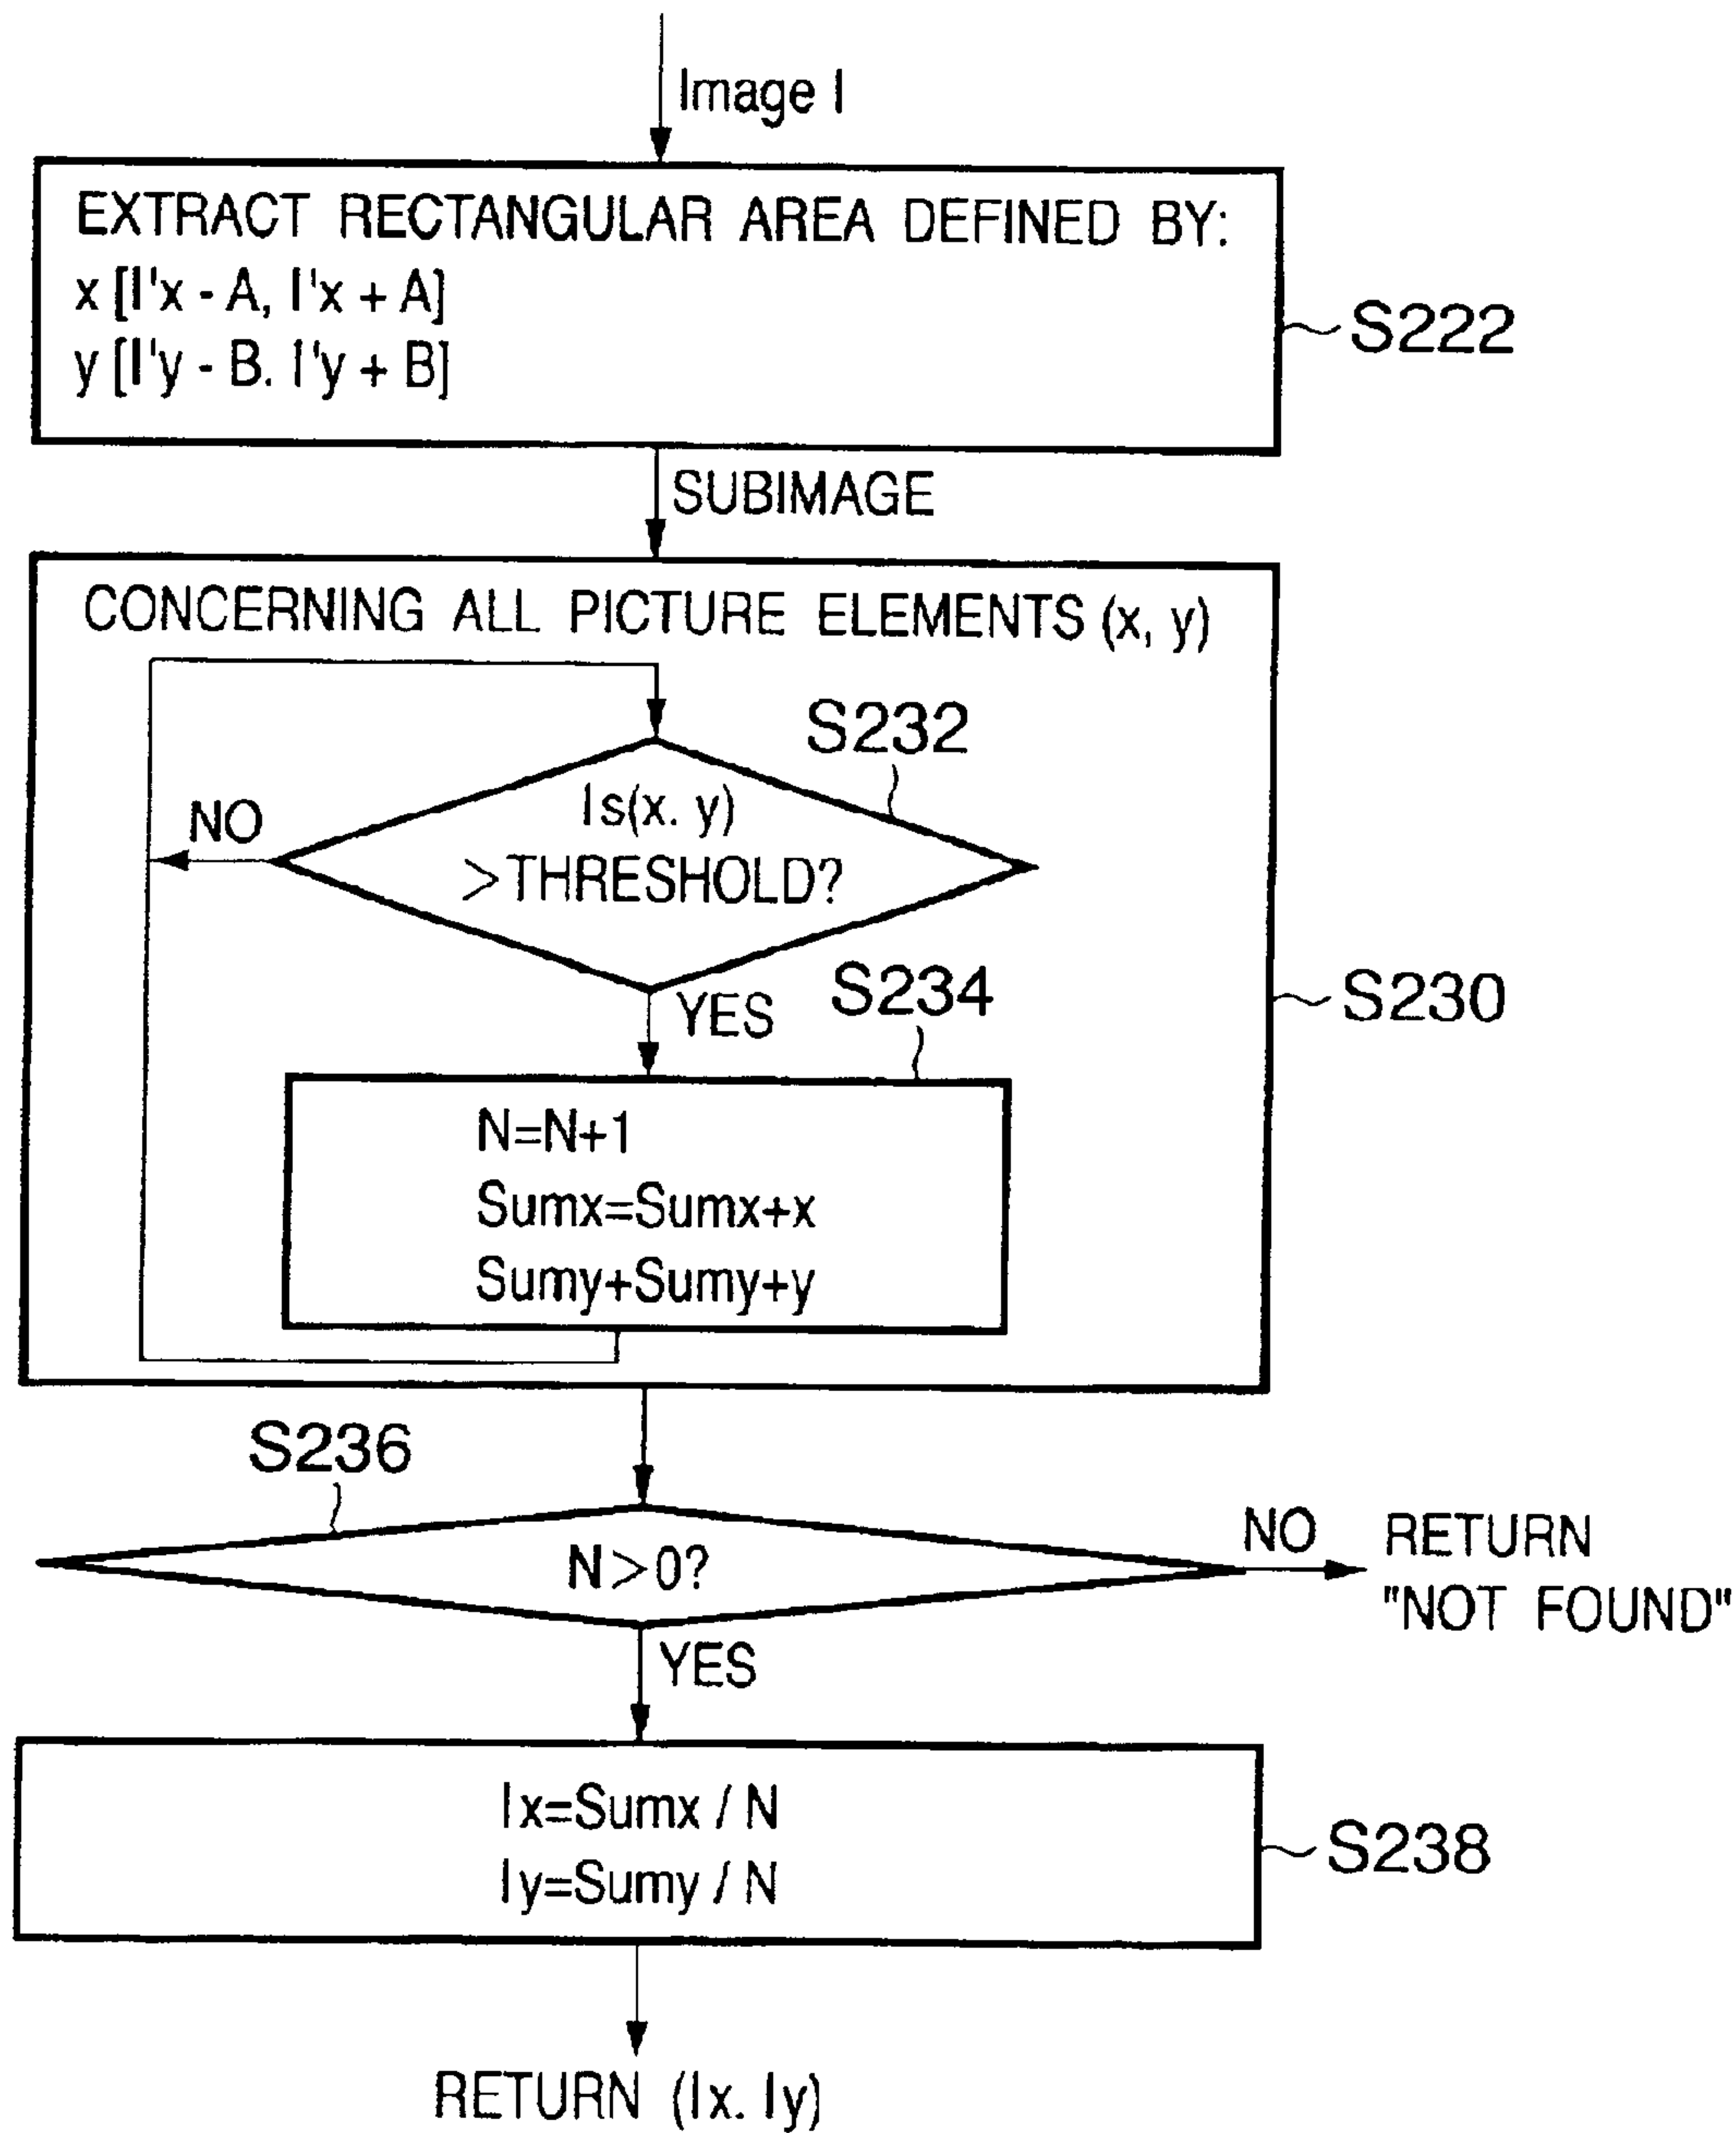 Image I
EXTRACT RECTANGULAR AREA DEFINED BY:
x [I'x - A, I'x + A]
y [I'y - B. I'y + B]
S222
SUBIMAGE
CONCERNING ALL PICTURE ELEMENTS (x, y)
S232
Is(x. y)
>THRESHOLD?
NO
YES
S234
S230
N=N+1
Sumx=Sumx+x
Sumy+Sumy+y
S236
N>0?
NO
RETURN
"NOT FOUND"
YES
Ix=Sumx / N
Iy=Sumy / N
S238
RETURN (Ix. Iy)